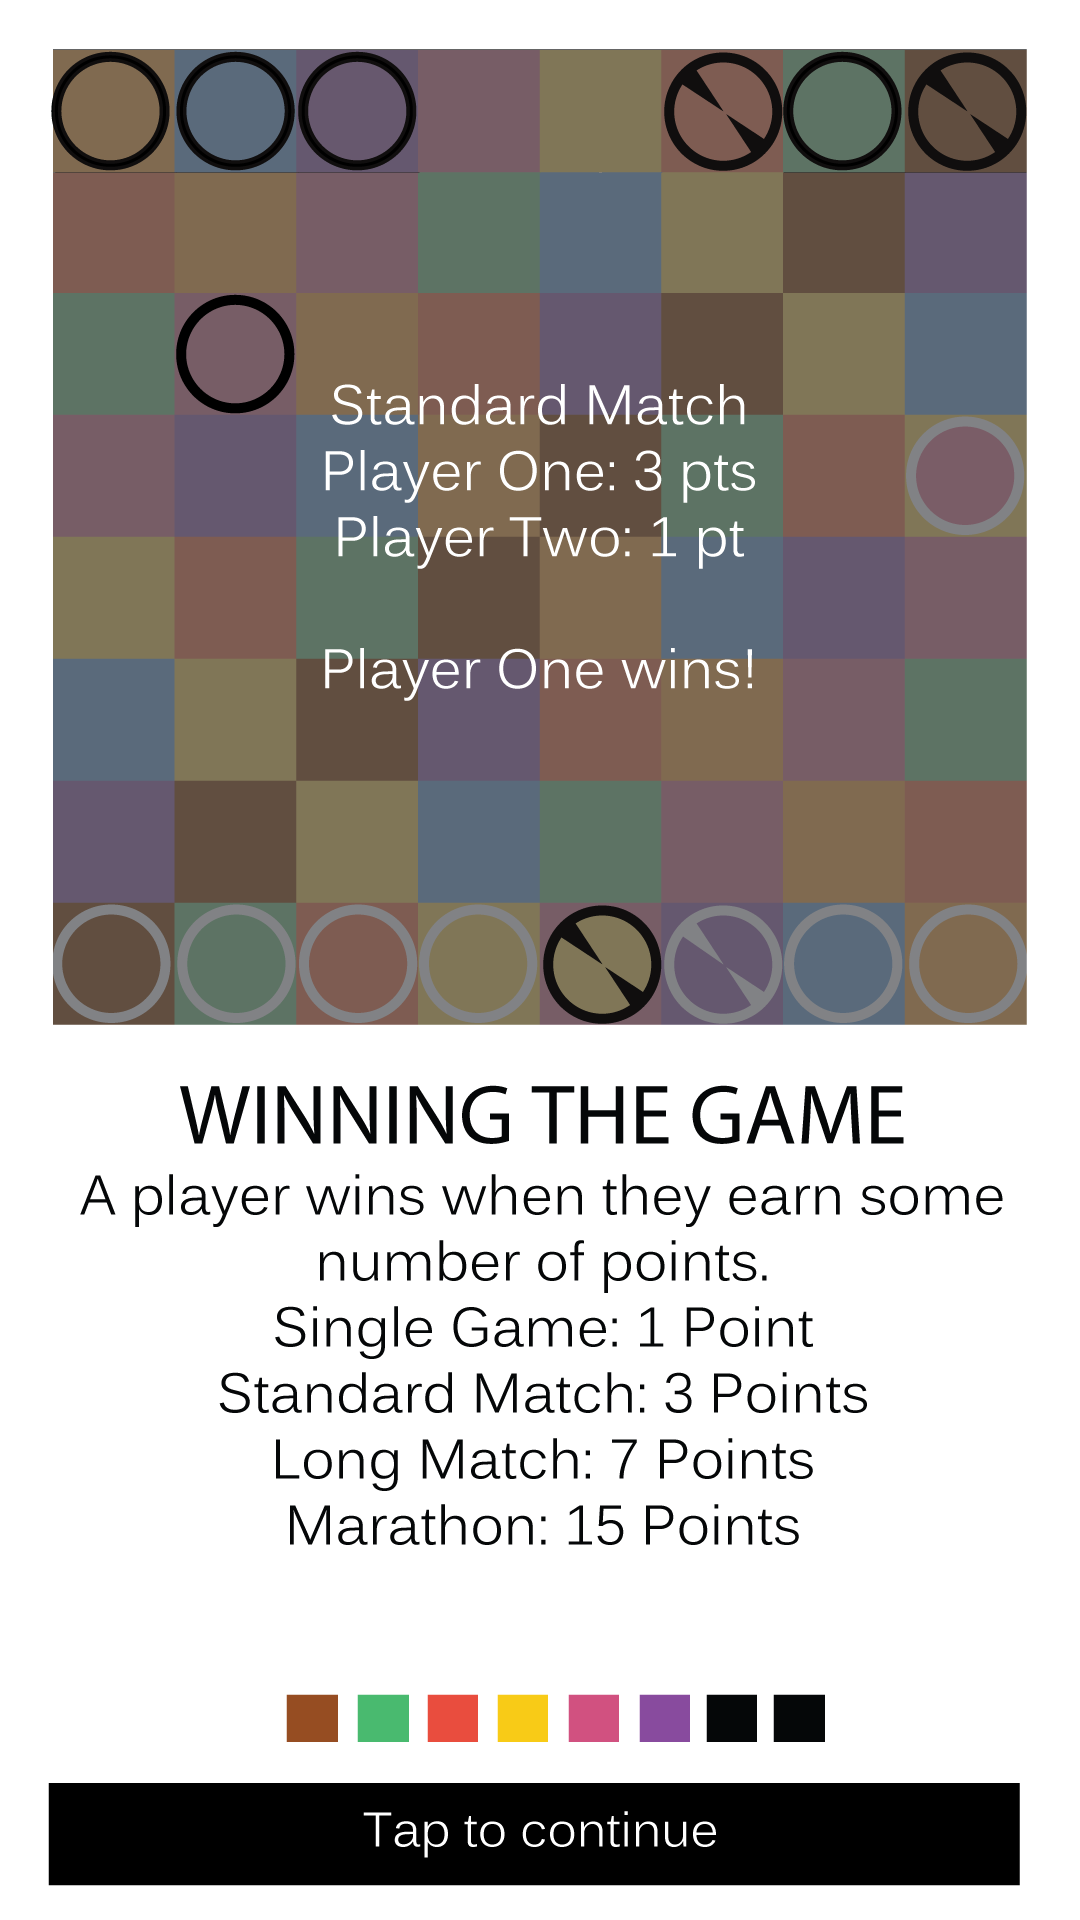 Standard Match
Player One: 3 pts
Player Two: 1 pt
Player One wins!
WINNING THE GAME
A player wins when they earn some
number of points.
Single Game: 1 Point
Standard Match: 3 Points
Long Match: 7 Points
Marathon: 15 Points
Tap to continue